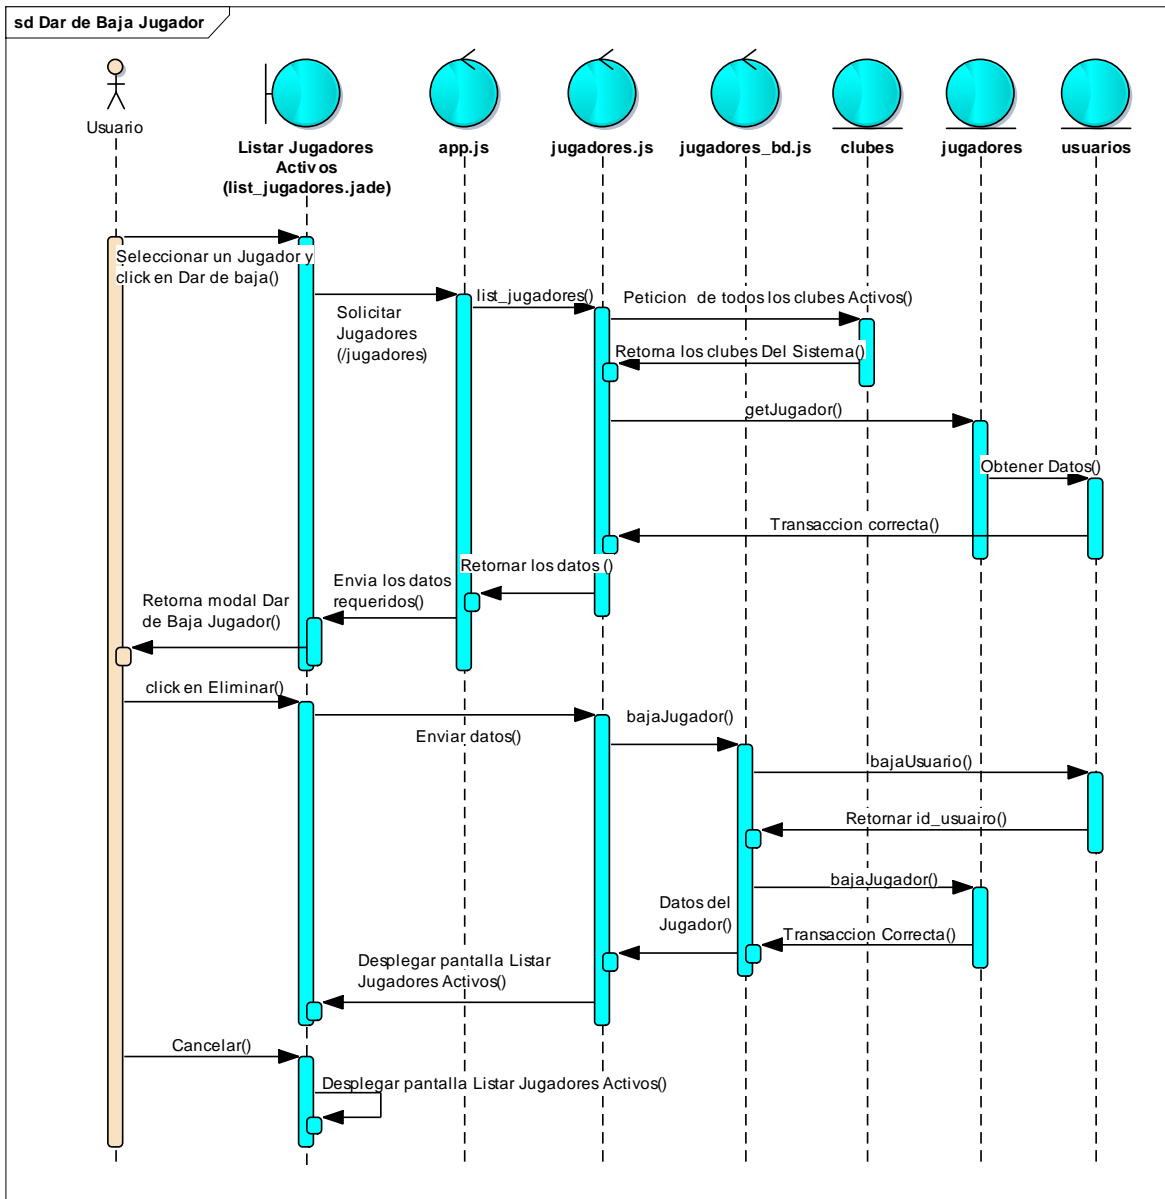 sd Dar de Baja Jugador
Usuario
Listar Jugadores
Activos
(list_jugadores.jade)
app.js
jugadores.js
jugadores_bd.js
clubes
jugadores
usuarios
Seleccionar un Jugador y
click en Dar de baja()
Solicitar
Jugadores
(/jugadores)
list_jugadores()
Peticion de todos los clubes Activos()
Retorna los clubes Del Sistema()
getJugador()
Obtener Datos()
Transaccion correcta()
Retornar los datos ()
Envia los datos
requeridos()
Retorna modal Dar
de Baja Jugador()
click en Eliminar()
Enviar datos()
bajaJugador()
bajaUsuario()
Retornar id_usuairo()
bajaJugador()
Datos del
Jugador()
Transaccion Correcta()
Desplegar pantalla Listar
Jugadores Activos()
Cancelar()
Desplegar pantalla Listar Jugadores Activos()